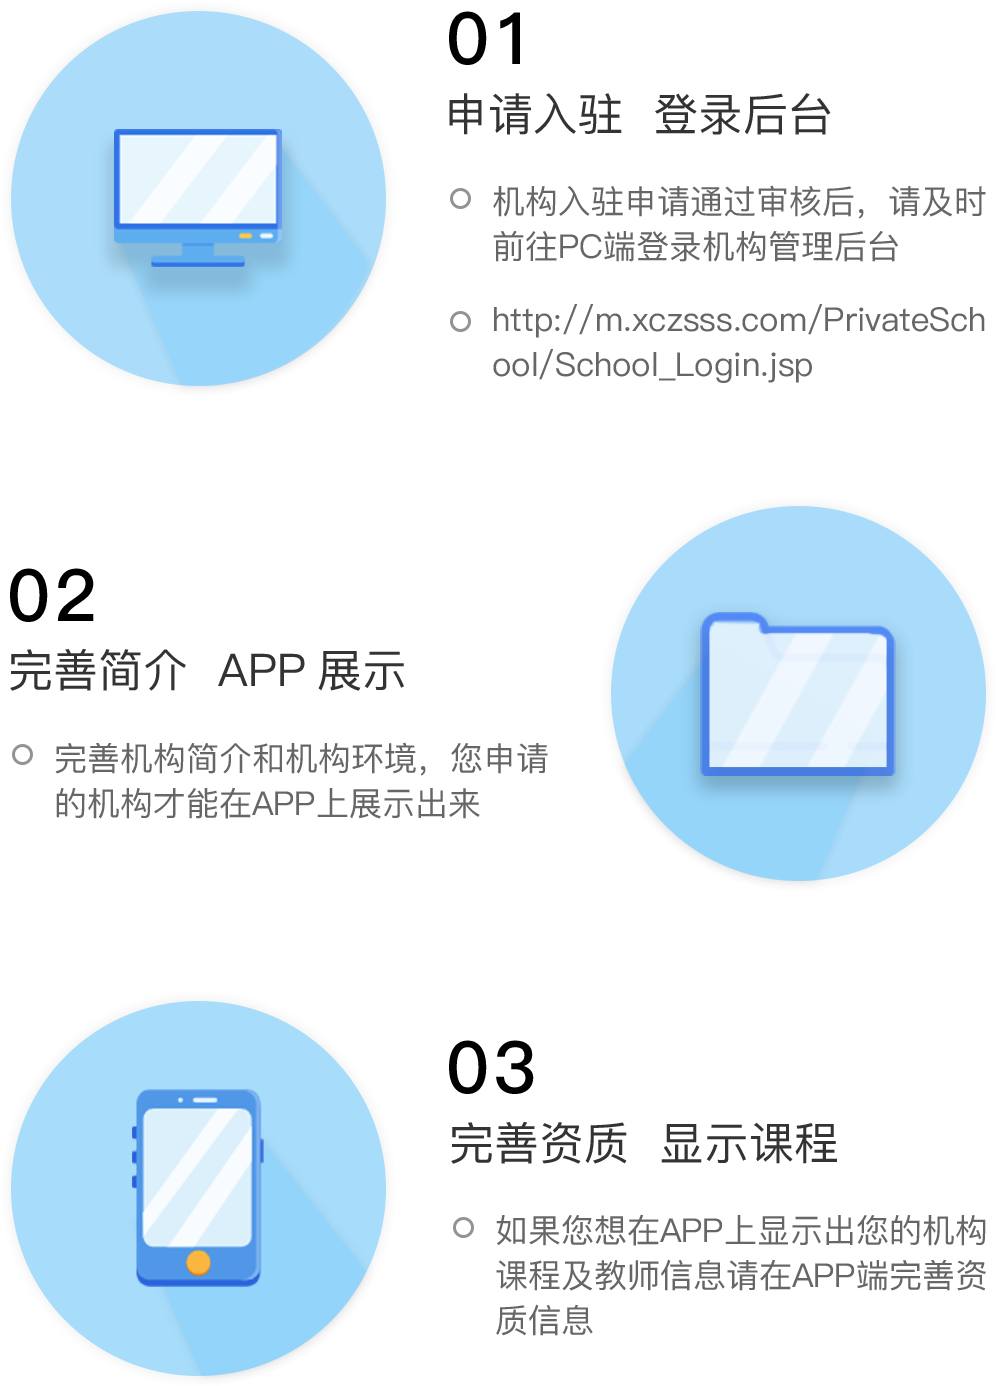 01
申请入驻 登录后台
机构入驻申请通过审核后，请及时
前往PC端登录机构管理后台
http://m.xczsss.com/PrivateSch
ool/School_Login.jsp
02
完善简介 APP 展示
完善机构简介和机构环境，您申请
的机构才能在APP上展示出来
03
完善资质 显示课程
如果您想在APP上显示出您的机构
课程及教师信息请在APP端完善资
质信息